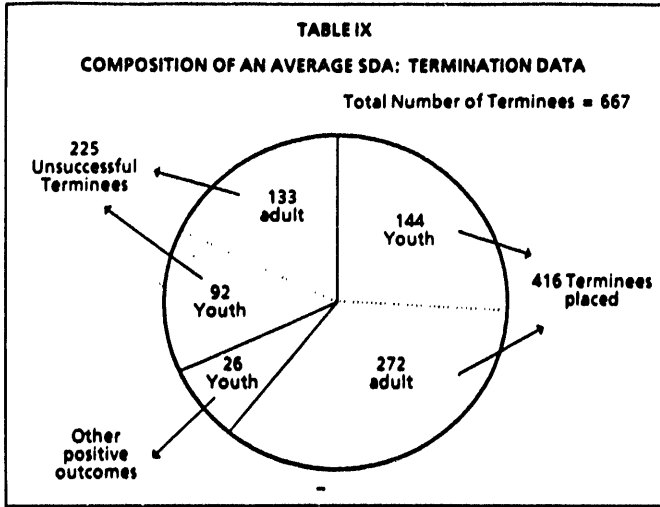 TABLE IX
COMPOSITION OF AN AVERAGE SDA: TERMINATION DATA
Total Number of Terminees = 667
225
Unsuccessful
Terminees
133
adult
144
Youth
416 Terminees
placed
92
Youth
26
Youth
272
adult
Other
positive
outcomes